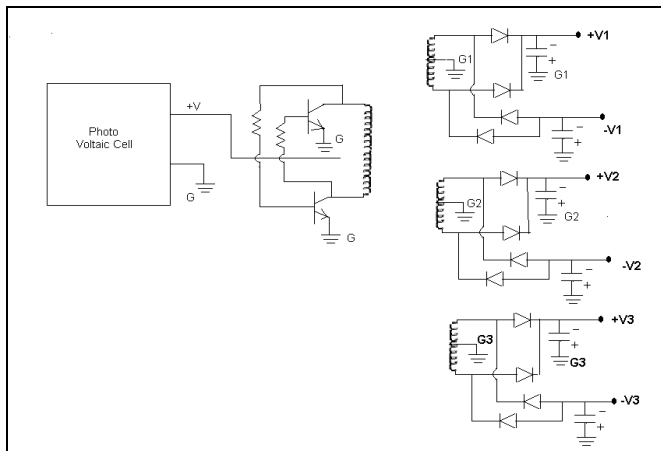 Photo
Voltaic Cell
+V
G
G
G
G1
G1
+V1
−
+
-V1
−
+
G2
G2
+V2
−
+
-V2
−
+
G3
G3
+V3
−
+
-V3
−
+